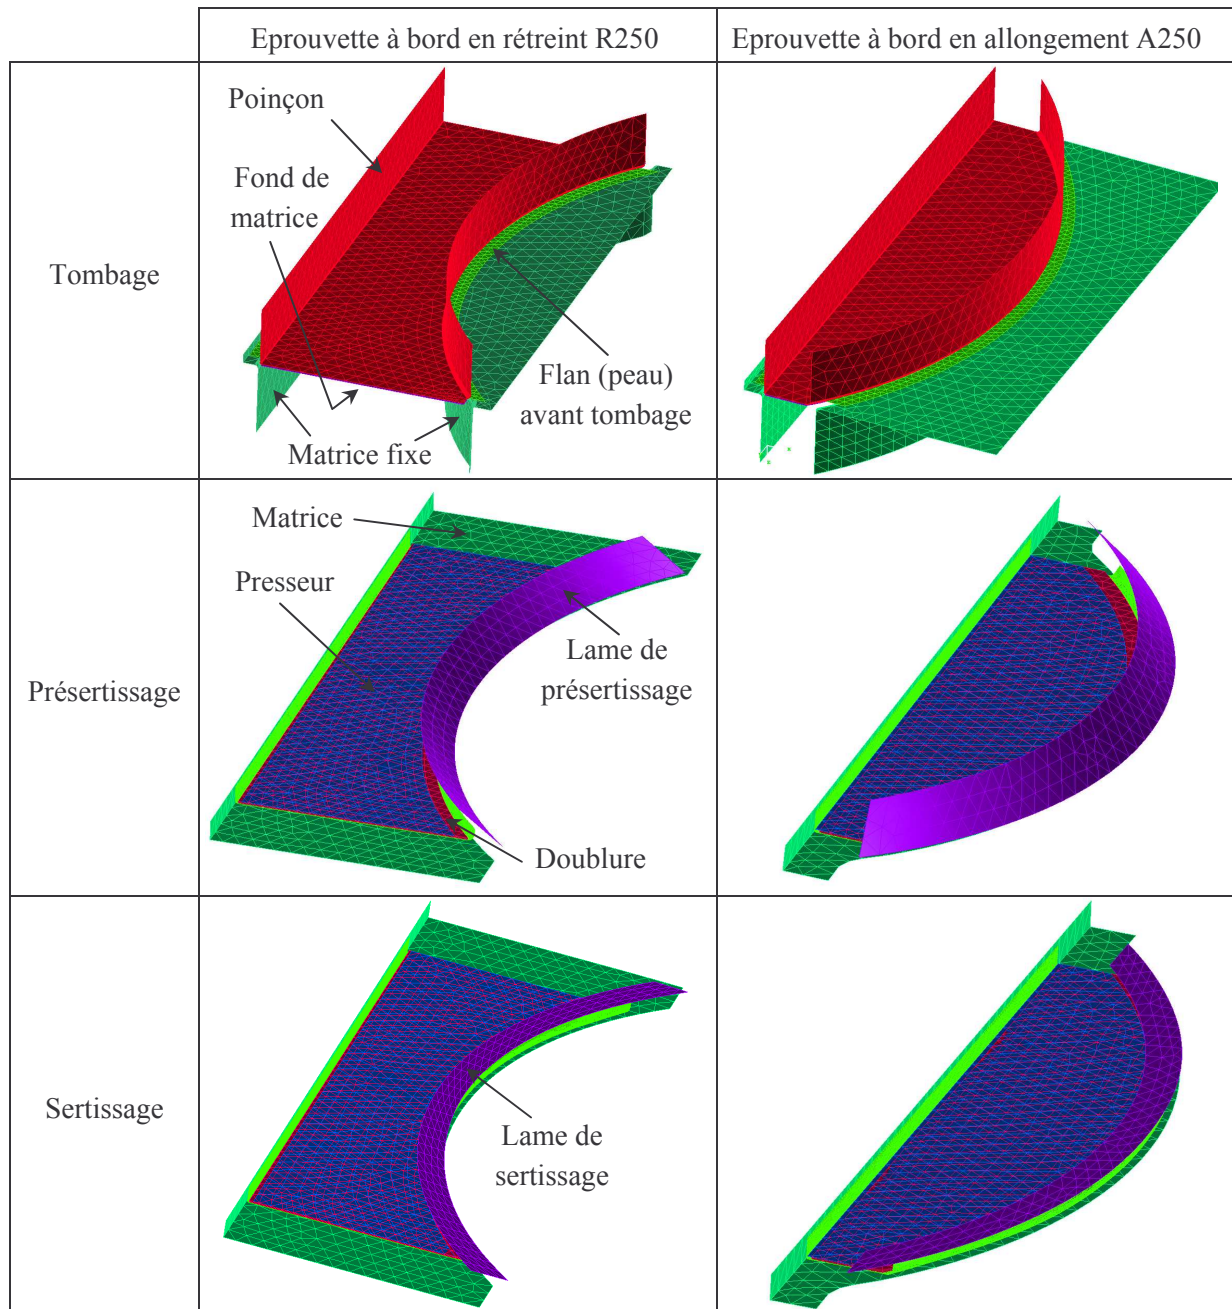 Eprouvette à bord en rétreint R250
Eprouvette à bord en allongement A250
Tombage
Poinçon
Fond de
matrice
Flan (peau)
avant tombage
Matrice fixe
Présertissage
Matrice
Presseur
Lame de
présertissage
Doublure
Sertissage
Lame de
sertissage